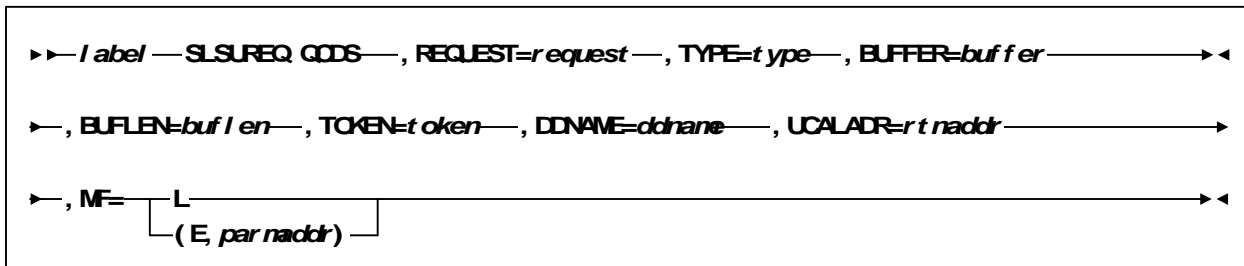 label SLSUREQ QCDS , REQUEST=request , TYPE=type , BUFFER=buffer
, BUFLEN=buflen , TOKEN=token , DDNAME=ddname , UCALADR=rtnaddr
, MF= L
(E, parmaddr)